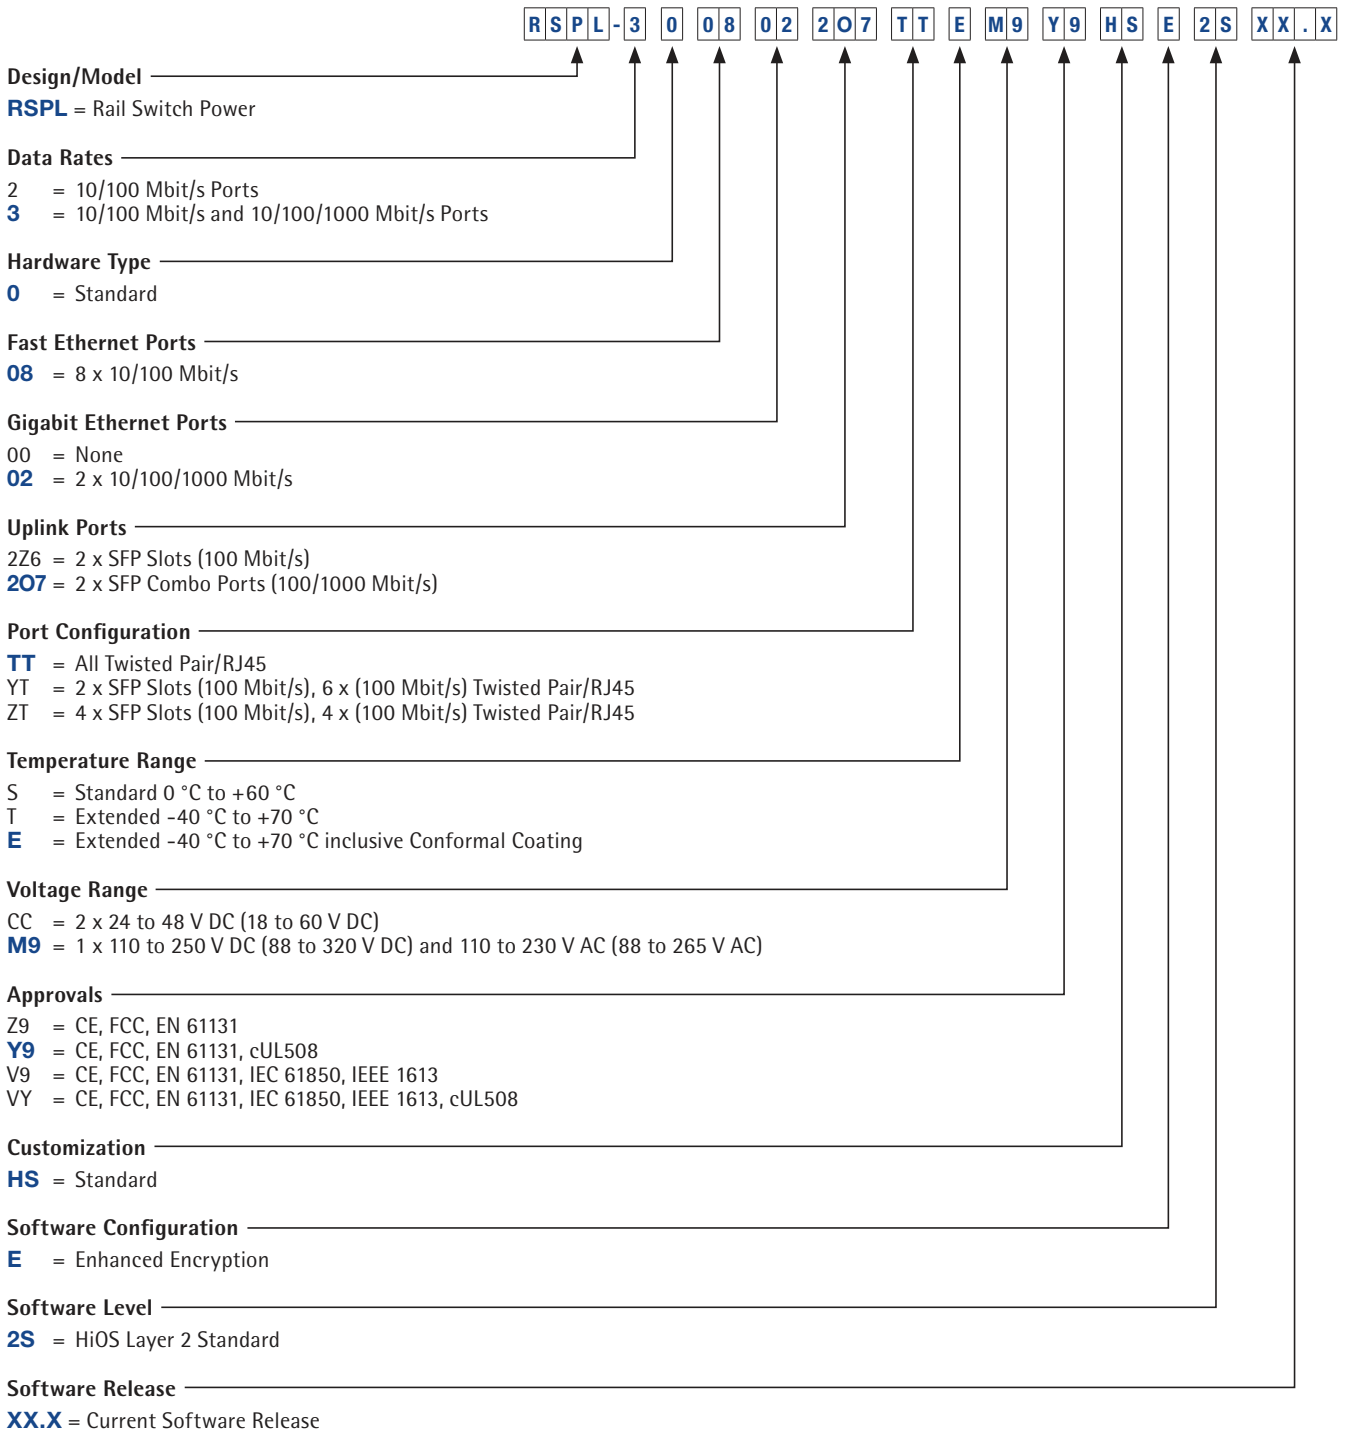 RSPL-3 0 08 02 2O7 TT E M9 Y9 HS E 2S XX.X
Design/Model
RSPL = Rail Switch Power
Data Rates
2 = 10/100 Mbit/s Ports
3 = 10/100 Mbit/s and 10/100/1000 Mbit/s Ports
Hardware Type
0 = Standard
Fast Ethernet Ports
08 = 8 x 10/100 Mbit/s
Gigabit Ethernet Ports
00 = None
02 = 2 x 10/100/1000 Mbit/s
Uplink Ports
2Z6 = 2 x SFP Slots (100 Mbit/s)
2O7 = 2 x SFP Combo Ports (100/1000 Mbit/s)
Port Configuration
TT = All Twisted Pair/RJ45
YT = 2 x SFP Slots (100 Mbit/s), 6 x (100 Mbit/s) Twisted Pair/RJ45
ZT = 4 x SFP Slots (100 Mbit/s), 4 x (100 Mbit/s) Twisted Pair/RJ45
Temperature Range
S = Standard 0 °C to +60 °C
T = Extended -40 °C to +70 °C
E = Extended -40 °C to +70 °C inclusive Conformal Coating
Voltage Range
CC = 2 x 24 to 48 V DC (18 to 60 V DC)
M9 = 1 x 110 to 250 V DC (88 to 320 V DC) and 110 to 230 V AC (88 to 265 V AC)
Approvals
Z9 = CE, FCC, EN 61131
Y9 = CE, FCC, EN 61131, cUL508
V9 = CE, FCC, EN 61131, IEC 61850, IEEE 1613
VY = CE, FCC, EN 61131, IEC 61850, IEEE 1613, cUL508
Customization
HS = Standard
Software Configuration
E = Enhanced Encryption
Software Level
2S = HiOS Layer 2 Standard
Software Release
XX.X = Current Software Release